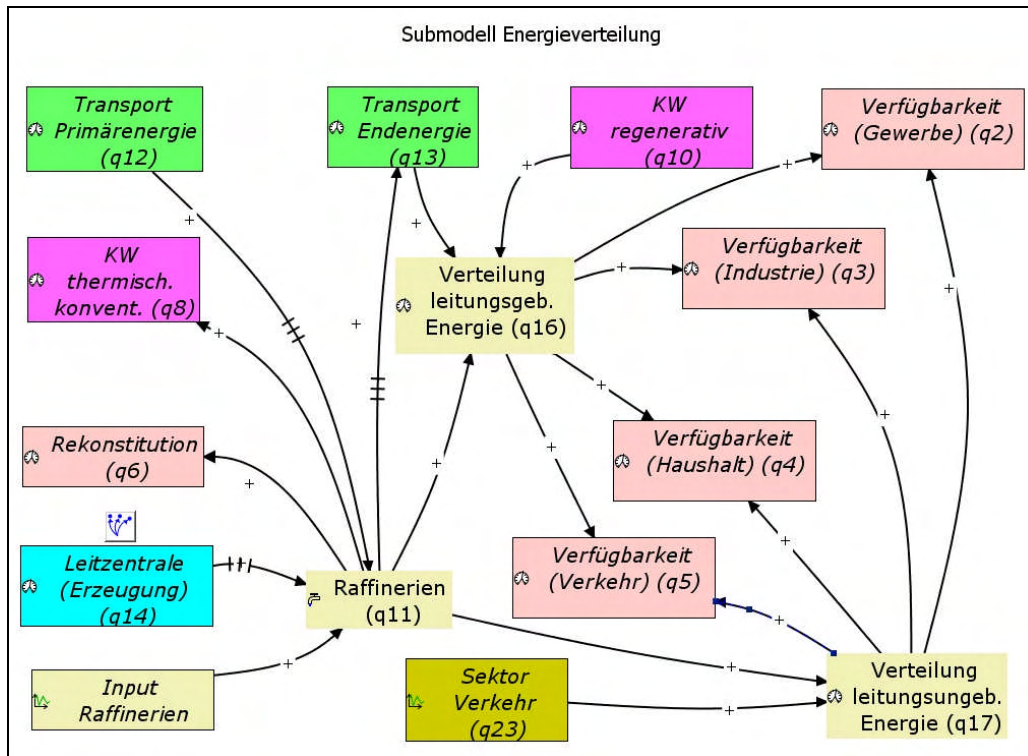 Submodell Energieverteilung
Transport
Primärenergie
(q12)
Transport
Endenergie
(q13)
KW
regenerativ
(q10)
Verfügbarkeit
(Gewerbe) (q2)
KW
thermisch.
konvent. (q8)
Verteilung
leitungsgeb.
Energie (q16)
Verfügbarkeit
(Industrie) (q3)
Rekonstitution
(q6)
Verfügbarkeit
(Haushalt) (q4)
Leitzentrale
(Erzeugung)
(q14)
Raffinerien
(q11)
Verfügbarkeit
(Verkehr) (q5)
Input
Raffinerien
Sektor
Verkehr
(q23)
Verteilung
leitungsungeb.
Energie (q17)